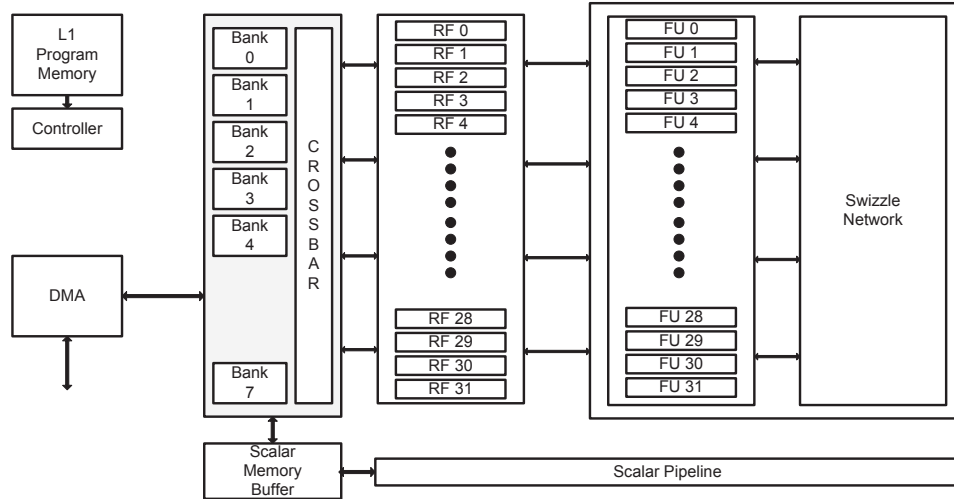 L1
Program
Memory
Controller
DMA
Bank
0
Bank
1
Bank
2
Bank
3
Bank
4
Bank
7
C
R
O
S
S
B
A
R
RF 0
RF 1
RF 2
RF 3
RF 4
RF 28
RF 29
RF 30
RF 31
FU 0
FU 1
FU 2
FU 3
FU 4
FU 28
FU 29
FU 30
FU 31
Swizzle
Network
Scalar
Memory
Buffer
Scalar Pipeline